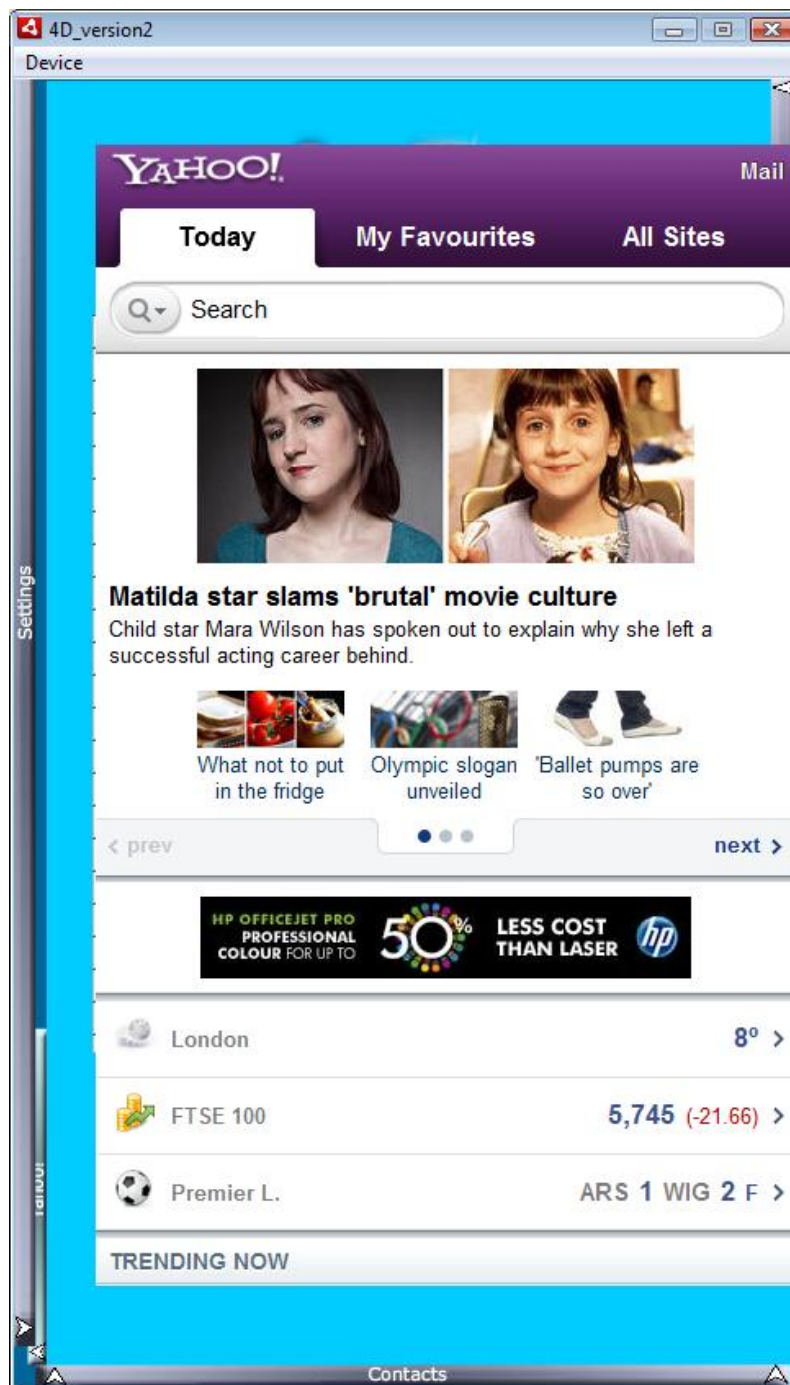 4D_version2
Device
YAHOO!
Mail
Today
My Favourites
All Sites
Search
Matilda star slams 'brutal' movie culture
Child star Mara Wilson has spoken out to explain why she left a
successful acting career behind.
What not to put
in the fridge
Olympic slogan
unveiled
'Ballet pumps are
so over'
prev
next
HP OFFICEJET PRO
PROFESSIONAL
COLOUR FOR UP TO
50%
LESS COST
THAN LASER
hp
London
8º
FTSE 100
5,745 (-21.66)
Premier L.
ARS 1 WIG 2 F
TRENDING NOW
Settings
Contacts